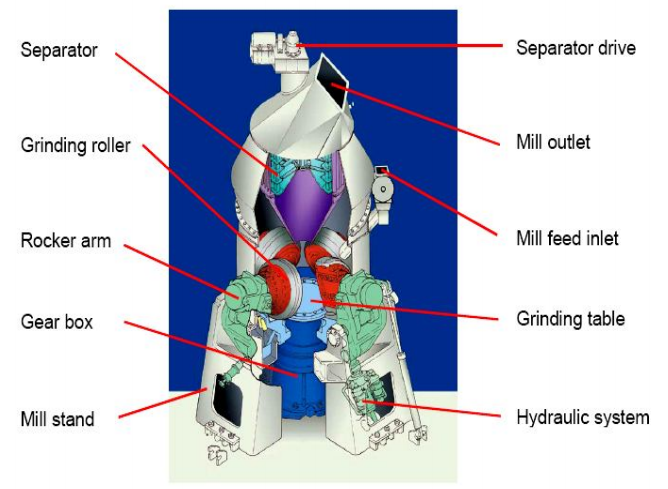 Separator
Separator drive
Mill outlet
Grinding roller
Mill feed inlet
Rocker arm
Gear box
Grinding table
Mill stand
Hydraulic system